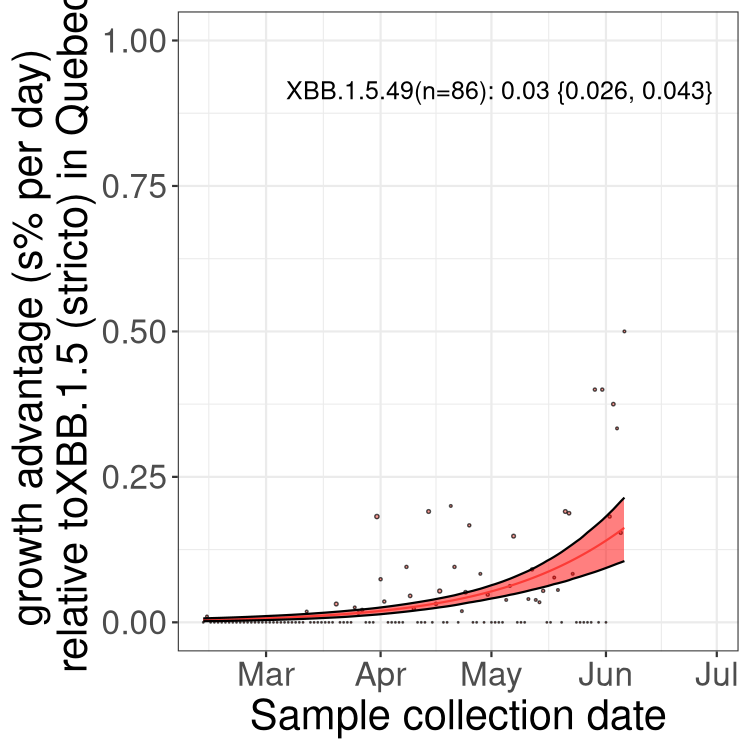 growth advantage (s% per day)
relative toXBB.1.5 (stricto) in Quebec
1.00
XBB.1.5.49(n=86): 0.03 {0.026, 0.043}
0.75
0.50
0.25
0.00
Mar Apr May Jun Jul
Sample collection date